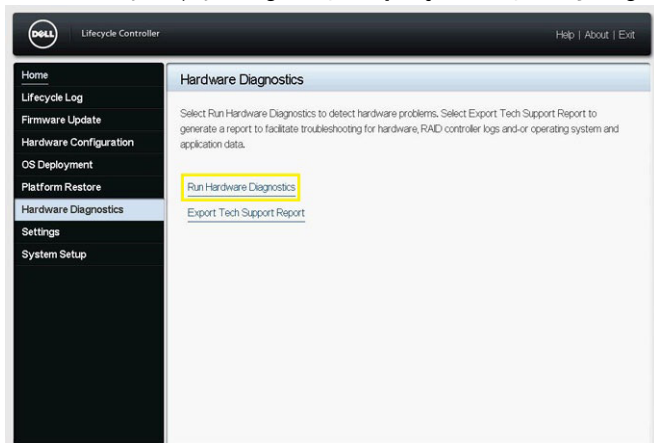 DELL
Lifecycle Controller
Help | About | Exit
Home
Lifecycle Log
Firmware Update
Hardware Configuration
OS Deployment
Platform Restore
Hardware Diagnostics
Settings
System Setup
Hardware Diagnostics
Select Run Hardware Diagnostics to detect hardware problems. Select Export Tech Support Report to
generate a report to facilitate troubleshooting for hardware, RAID controller logs and-or operating system and
application data.
Run Hardware Diagnostics
Export Tech Support Report